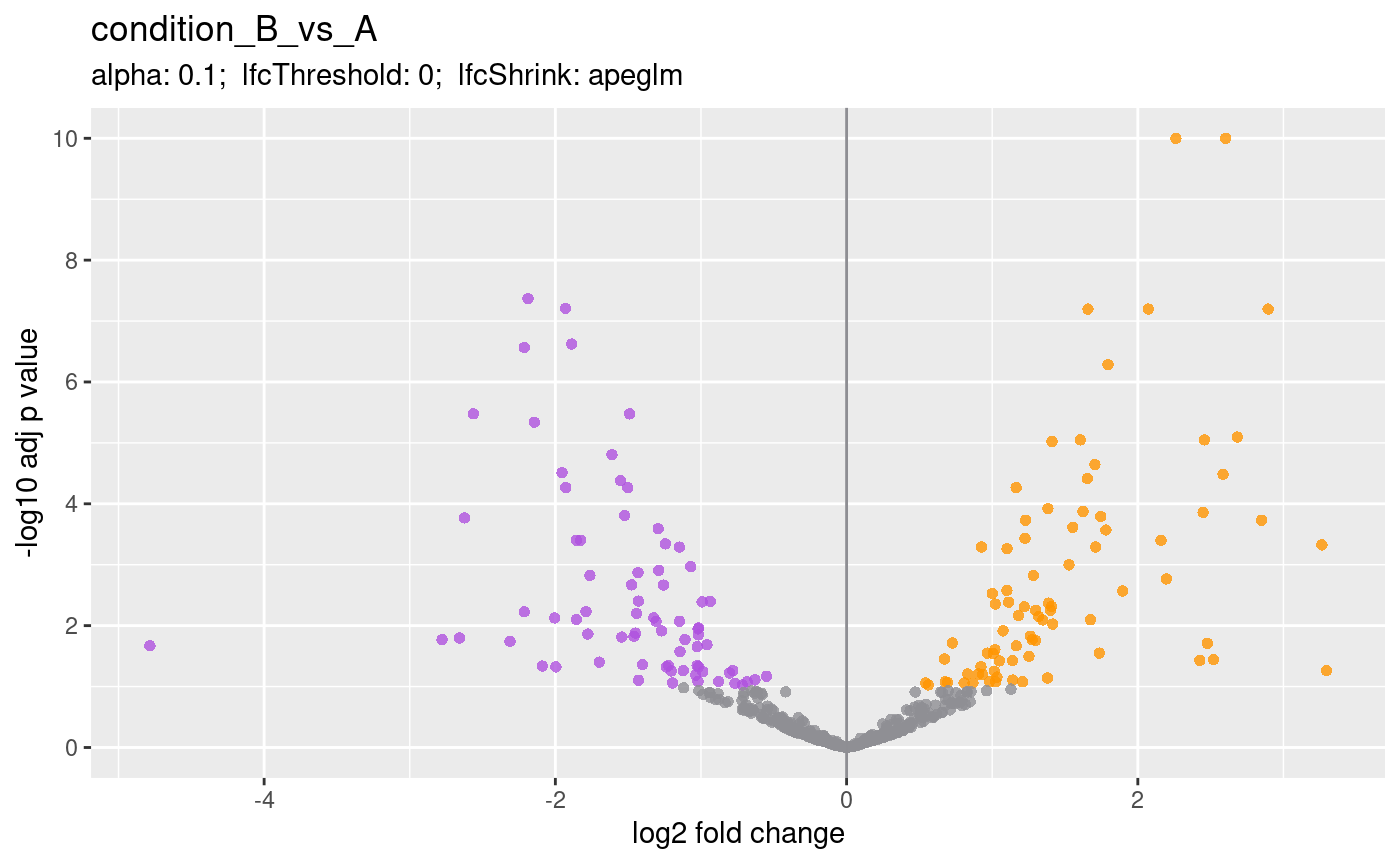 condition_B_vs_A
alpha: 0.1;  lfcThreshold: 0;  lfcShrink: apeglm
-log10 adj p value
10
8
6
4
2
0
-4
-2
0
2
log2 fold change